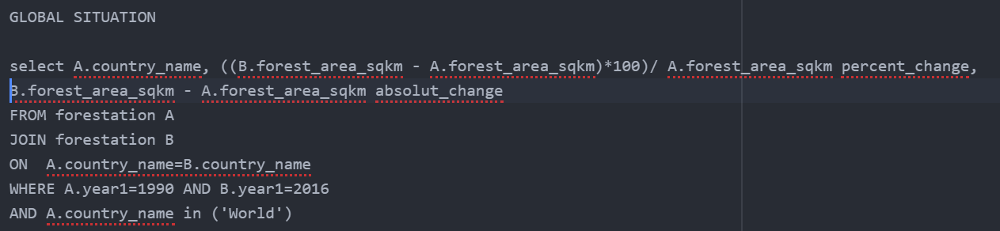 GLOBAL SITUATION
select A.country_name, ((B.forest_area_sqkm - A.forest_area_sqkm)*100)/ A.forest_area_sqkm percent_change,
B.forest_area_sqkm - A.forest_area_sqkm absolut_change
FROM forestation A
JOIN forestation B
ON  A.country_name=B.country_name
WHERE A.year1=1990 AND B.year1=2016
AND A.country_name in ('World')